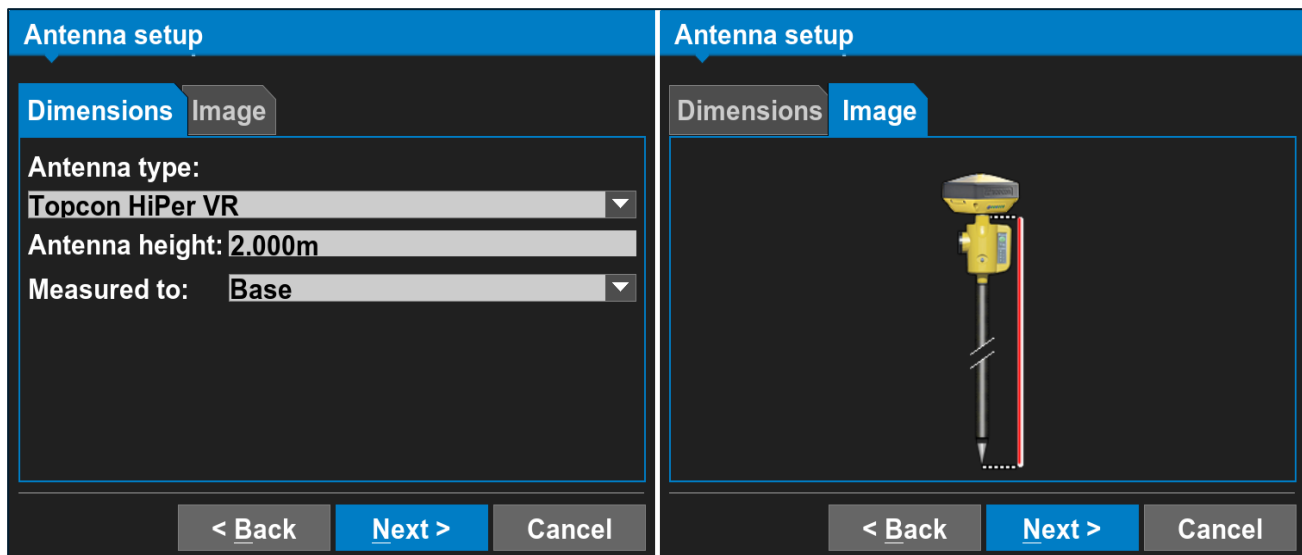 Antenna setup
Dimensions Image
Antenna type:
Topcon HiPer VR
Antenna height: 2.000m
Measured to: Base
< Back Next > Cancel
Antenna setup
Dimensions Image
< Back Next > Cancel